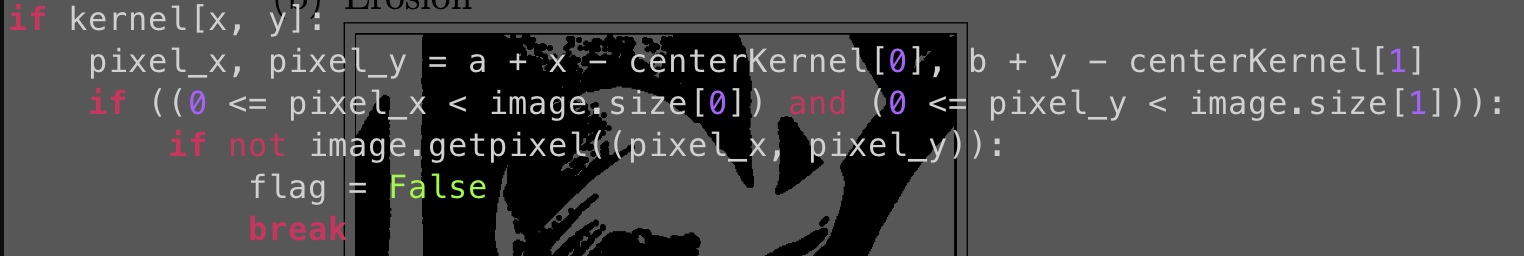 (b) Erosion
if kernel[x, y]:
    pixel_x, pixel_y = a + x - centerKernel[0], b + y - centerKernel[1]
    if ((0 <= pixel_x < image.size[0]) and (0 <= pixel_y < image.size[1])):
        if not image.getpixel((pixel_x, pixel_y)):
            flag = False
            break